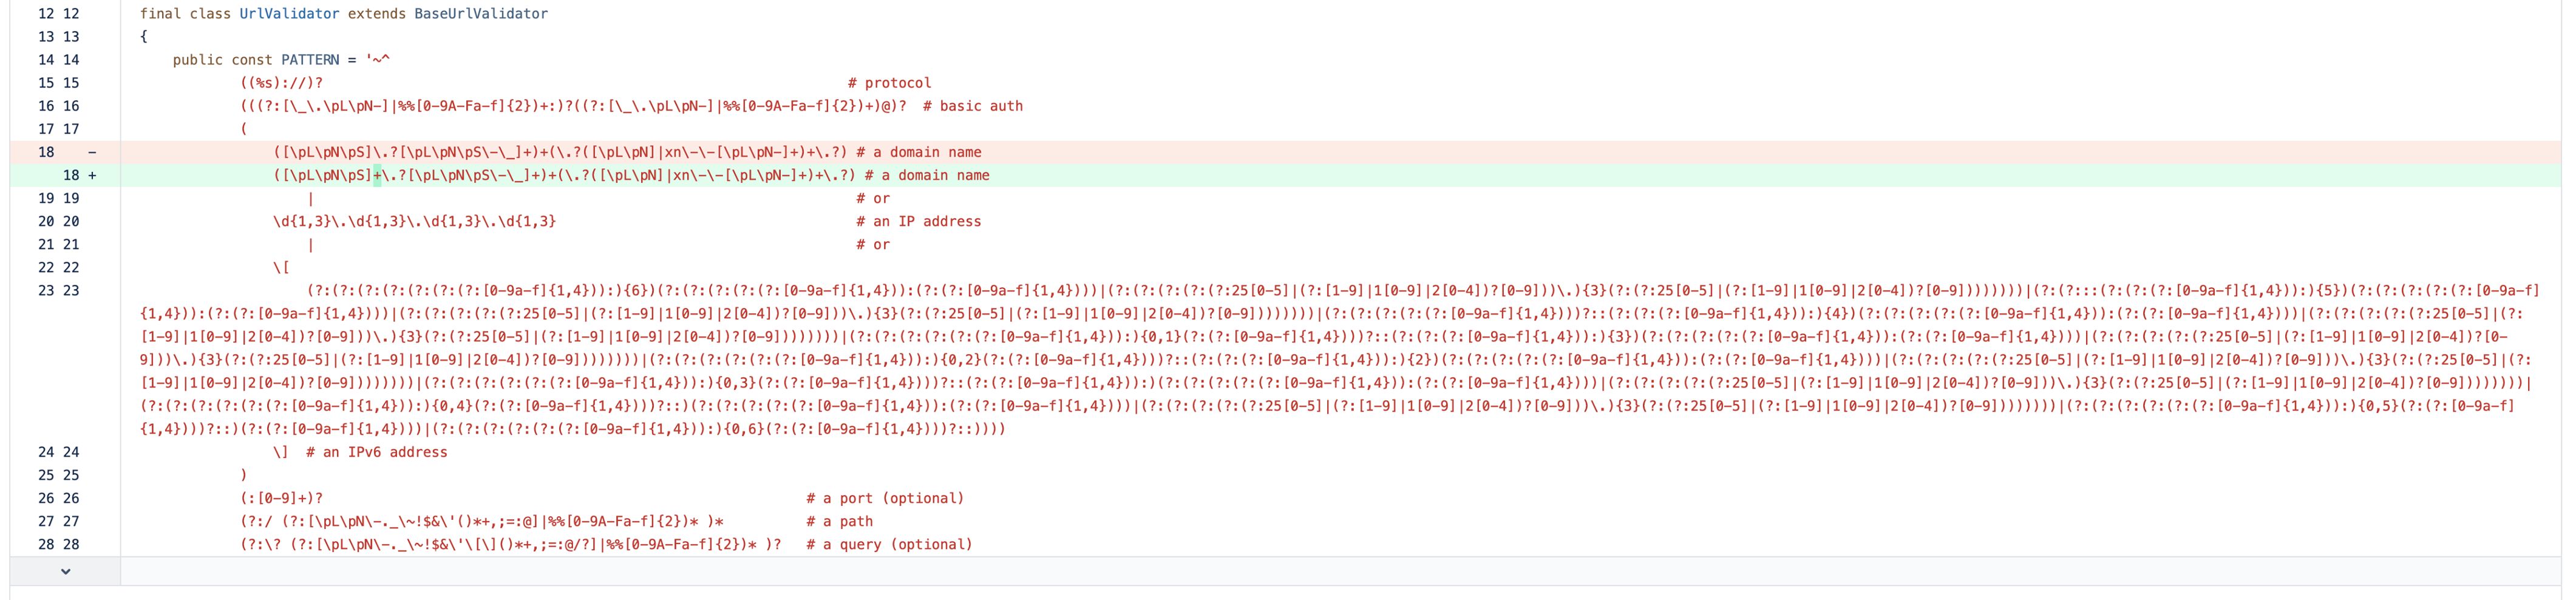 12 12 final class UrlValidator extends BaseUrlValidator
13 13 {
14 14 public const PATTERN = '~^
15 15 ((%s)://)? # protocol
16 16 (((?:[\_\.\pL\pN-]|%%[0-9A-Fa-f]{2})+:)?((?:[\_\.\pL\pN-]|%%[0-9A-Fa-f]{2})+)@)? # basic auth
17 17 (
18 - ([\pL\pN\pS]\.?[\pL\pN\pS\-\_]+)+(\.?([\pL\pN]|xn\-\-[\pL\pN-]+)+\.?) # a domain name
18 + ([\pL\pN\pS]+\.?[\pL\pN\pS\-\_]+)+(\.?([\pL\pN]|xn\-\-[\pL\pN-]+)+\.?) # a domain name
19 19 | # or
20 20 \d{1,3}\.\d{1,3}\.\d{1,3}\.\d{1,3} # an IP address
21 21 | # or
22 22 \[
23 23 (?:(?:(?:(?:(?:(?:(?:[0-9a-f]{1,4})):){6})(?:(?:(?:(?:(?:[0-9a-f]{1,4})):(?:(?:[0-9a-f]{1,4})))|(?:(?:(?:(?:(?:25[0-5]|(?:[1-9]|1[0-9]|2[0-4])?[0-9]))\.){3}(?:(?:25[0-5]|(?:[1-9]|1[0-9]|2[0-4])?[0-9])))))))|(?:(?:::(?:(?:(?:[0-9a-f]{1,4})):){5})(?:(?:(?:(?:(?:[0-9a-f]
{1,4})):(?:(?:[0-9a-f]{1,4})))|(?:(?:(?:(?:(?:25[0-5]|(?:[1-9]|1[0-9]|2[0-4])?[0-9]))\.){3}(?:(?:25[0-5]|(?:[1-9]|1[0-9]|2[0-4])?[0-9])))))))|(?:(?:(?:(?:(?:[0-9a-f]{1,4})))?::(?:(?:(?:[0-9a-f]{1,4})):){4})(?:(?:(?:(?:(?:[0-9a-f]{1,4})):(?:(?:[0-9a-f]{1,4})))|(?:(?:(?:(?:(?:25[0-5]|(?:
[1-9]|1[0-9]|2[0-4])?[0-9]))\.){3}(?:(?:25[0-5]|(?:[1-9]|1[0-9]|2[0-4])?[0-9])))))))|(?:(?:(?:(?:(?:(?:[0-9a-f]{1,4})):){0,1}(?:(?:[0-9a-f]{1,4})))?::(?:(?:(?:[0-9a-f]{1,4})):){3})(?:(?:(?:(?:(?:[0-9a-f]{1,4})):(?:(?:[0-9a-f]{1,4})))|(?:(?:(?:(?:(?:25[0-5]|(?:[1-9]|1[0-9]|2[0-4])?[0-
9]))\.){3}(?:(?:25[0-5]|(?:[1-9]|1[0-9]|2[0-4])?[0-9])))))))|(?:(?:(?:(?:(?:(?:[0-9a-f]{1,4})):){0,2}(?:(?:[0-9a-f]{1,4})))?::(?:(?:(?:[0-9a-f]{1,4})):){2})(?:(?:(?:(?:(?:[0-9a-f]{1,4})):(?:(?:[0-9a-f]{1,4})))|(?:(?:(?:(?:(?:25[0-5]|(?:[1-9]|1[0-9]|2[0-4])?[0-9]))\.){3}(?:(?:25[0-5]|(?:
[1-9]|1[0-9]|2[0-4])?[0-9])))))))|(?:(?:(?:(?:(?:(?:[0-9a-f]{1,4})):){0,3}(?:(?:[0-9a-f]{1,4})))?::(?:(?:[0-9a-f]{1,4})):)(?:(?:(?:(?:(?:[0-9a-f]{1,4})):(?:(?:[0-9a-f]{1,4})))|(?:(?:(?:(?:(?:25[0-5]|(?:[1-9]|1[0-9]|2[0-4])?[0-9]))\.){3}(?:(?:25[0-5]|(?:[1-9]|1[0-9]|2[0-4])?[0-9])))))))|
(?:(?:(?:(?:(?:(?:[0-9a-f]{1,4})):){0,4}(?:(?:[0-9a-f]{1,4})))?::)(?:(?:(?:(?:(?:[0-9a-f]{1,4})):(?:(?:[0-9a-f]{1,4})))|(?:(?:(?:(?:(?:25[0-5]|(?:[1-9]|1[0-9]|2[0-4])?[0-9]))\.){3}(?:(?:25[0-5]|(?:[1-9]|1[0-9]|2[0-4])?[0-9])))))))|(?:(?:(?:(?:(?:(?:[0-9a-f]{1,4})):){0,5}(?:(?:[0-9a-f]
{1,4})))?::)(?:(?:[0-9a-f]{1,4})))|(?:(?:(?:(?:(?:(?:[0-9a-f]{1,4})):){0,6}(?:(?:[0-9a-f]{1,4})))?::))))
24 24 \] # an IPv6 address
25 25 )
26 26 (:[0-9]+)? # a port (optional)
27 27 (?:/ (?:[\pL\pN\-._\~!$&\'()*+,;=:@]|%%[0-9A-Fa-f]{2})* )* # a path
28 28 (?:\? (?:[\pL\pN\-._\~!$&\'\[\]()*+,;=:@/?]|%%[0-9A-Fa-f]{2})* )? # a query (optional)